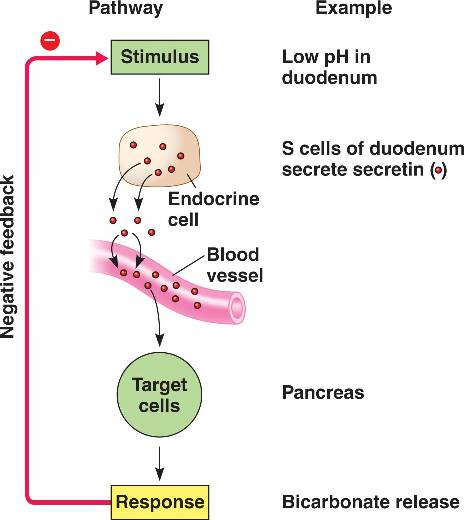 Pathway
Example
Stimulus
Low pH in
duodenum
S cells of duodenum
secrete secretin ( )
Endocrine
cell
Blood
vessel
Negative feedback
Target
cells
Pancreas
Response
Bicarbonate release